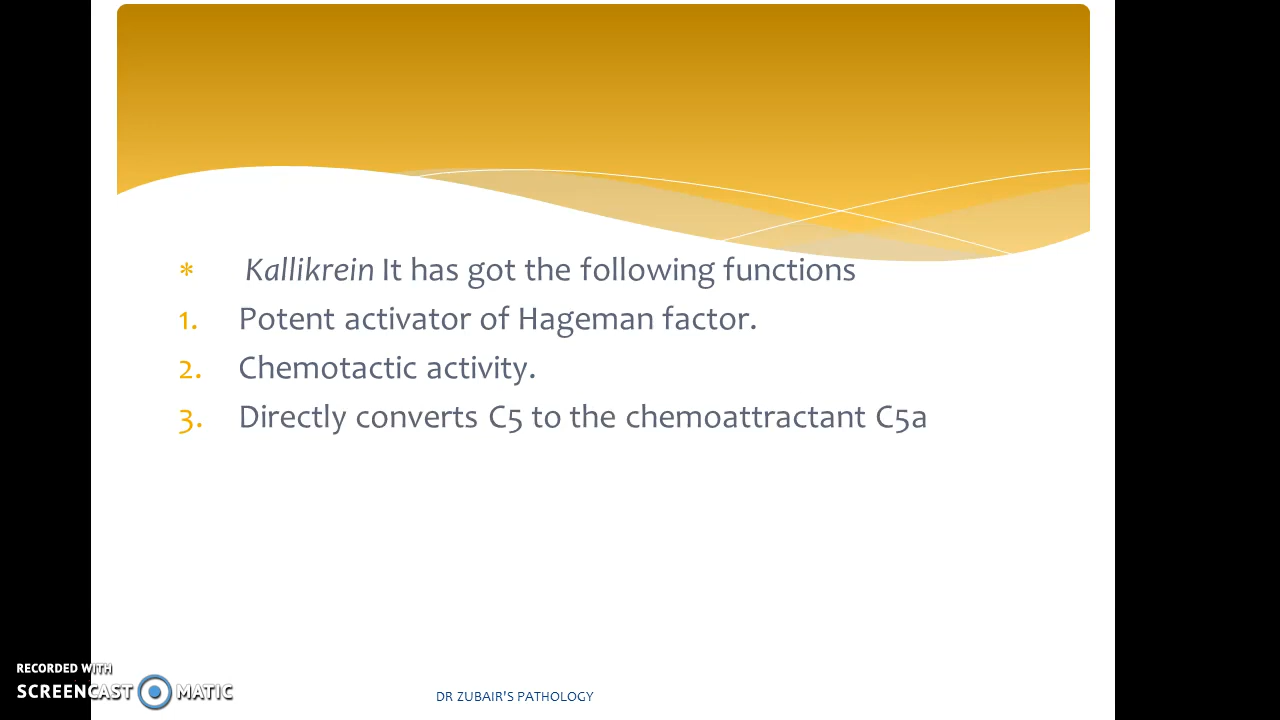 * Kallikrein It has got the following functions
1. Potent activator of Hageman factor.
2. Chemotactic activity.
3. Directly converts C5 to the chemoattractant C5a
RECORDED WITH
SCREENCAST MATIC
DR ZUBAIR'S PATHOLOGY